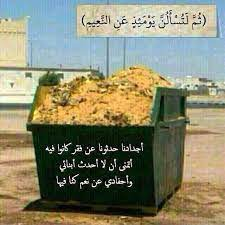 (ثُمَّ لَتُسْأَلُنَّ يَوْمَئِذٍ عَنِ النَّعِيمِ)
أجدادنا حدثونا عن فقر كانوا فيه
أتمنى أن لا أحدث أبنائي
وأحفادي عن نعم كنا فيها